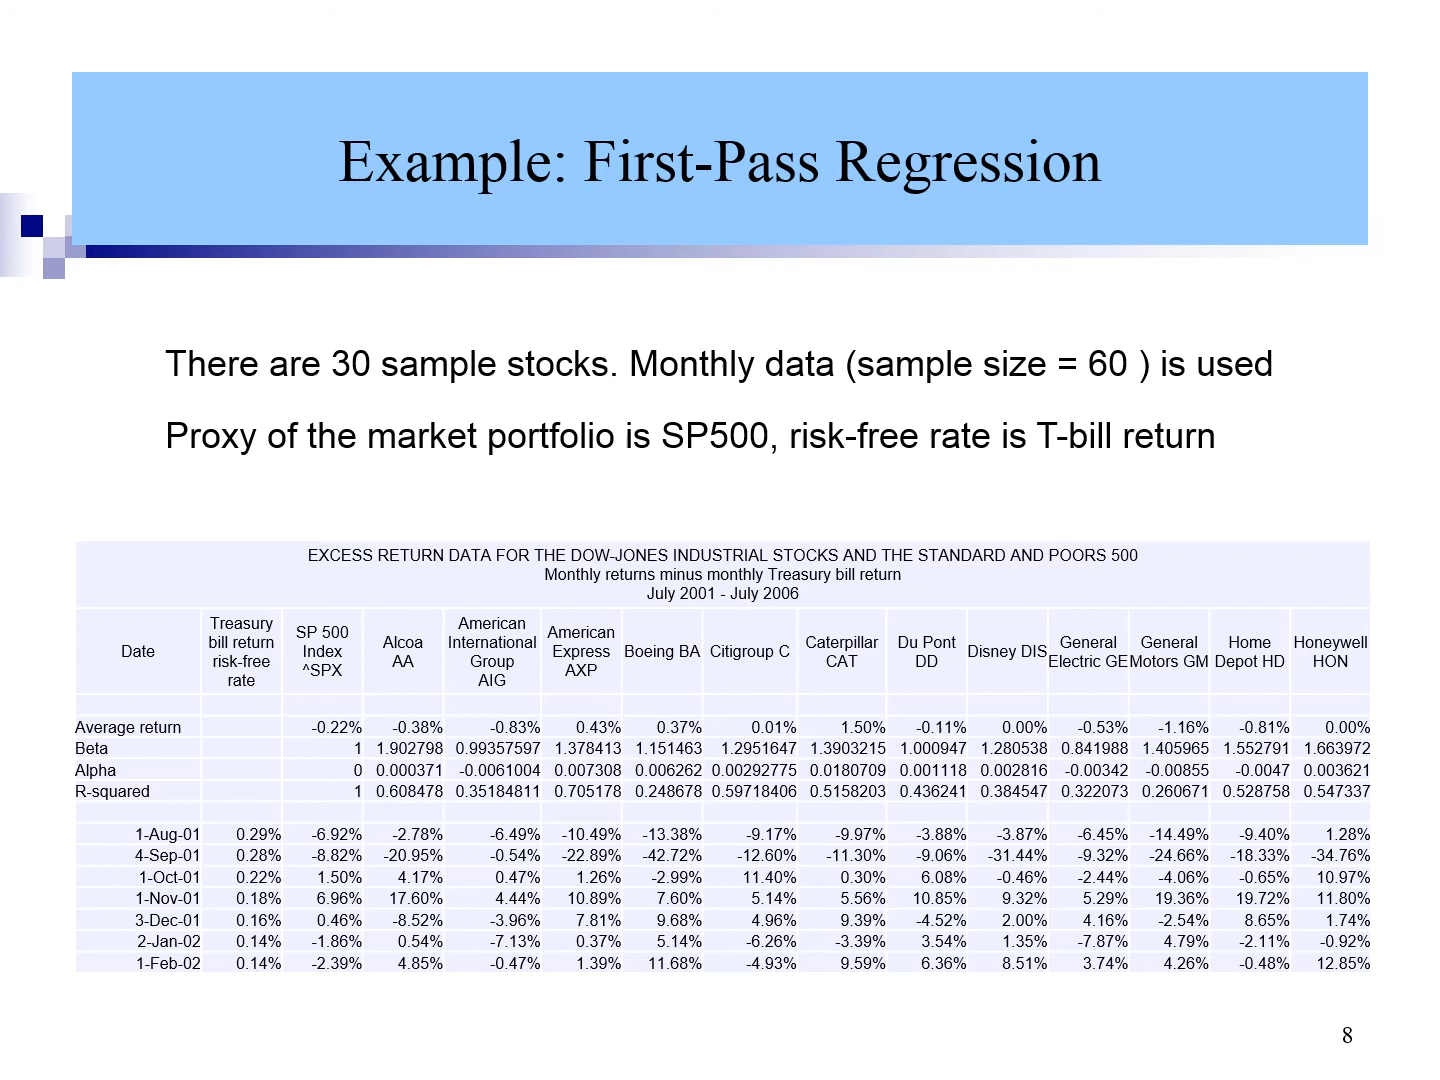 Example: First-Pass Regression
There are 30 sample stocks. Monthly data (sample size = 60 ) is used
Proxy of the market portfolio is SP500, risk-free rate is T-bill return
EXCESS RETURN DATA FOR THE DOW-JONES INDUSTRIAL STOCKS AND THE STANDARD AND POORS 500
Monthly returns minus monthly Treasury bill return
July 2001 - July 2006
Date Treasury bill return risk-free rate SP 500 Index ^SPX Alcoa AA American International Group AIG American Express AXP Boeing BA Citigroup C Caterpillar CAT Du Pont DD Disney DIS General Electric GE General Motors GM Home Depot HD Honeywell HON
Average return -0.22% -0.38% -0.83% 0.43% 0.37% 0.01% 1.50% -0.11% 0.00% -0.53% -1.16% -0.81% 0.00%
Beta 1 1.902798 0.99357597 1.378413 1.151463 1.2951647 1.3903215 1.000947 1.280538 0.841988 1.405965 1.552791 1.663972
Alpha 0 0.000371 -0.0061004 0.007308 0.006262 0.00292775 0.0180709 0.001118 0.002816 -0.00342 -0.00855 -0.0047 0.003621
R-squared 1 0.608478 0.35184811 0.705178 0.248678 0.59718406 0.5158203 0.436241 0.384547 0.322073 0.260671 0.528758 0.547337
1-Aug-01 0.29% -6.92% -2.78% -6.49% -10.49% -13.38% -9.17% -9.97% -3.88% -3.87% -6.45% -14.49% -9.40% 1.28%
4-Sep-01 0.28% -8.82% -20.95% -0.54% -22.89% -42.72% -12.60% -11.30% -9.06% -31.44% -9.32% -24.66% -18.33% -34.76%
1-Oct-01 0.22% 1.50% 4.17% 0.47% 1.26% -2.99% 11.40% 0.30% 6.08% -0.46% -2.44% -4.06% -0.65% 10.97%
1-Nov-01 0.18% 6.96% 17.60% 4.44% 10.89% 7.60% 5.14% 5.56% 10.85% 9.32% 5.29% 19.36% 19.72% 11.80%
3-Dec-01 0.16% 0.46% -8.52% -3.96% 7.81% 9.68% 4.96% 9.39% -4.52% 2.00% 4.16% -2.54% 8.65% 1.74%
2-Jan-02 0.14% -1.86% 0.54% -7.13% 0.37% 5.14% -6.26% -3.39% 3.54% 1.35% -7.87% 4.79% -2.11% -0.92%
1-Feb-02 0.14% -2.39% 4.85% -0.47% 1.39% 11.68% -4.93% 9.59% 6.36% 8.51% 3.74% 4.26% -0.48% 12.85%
8